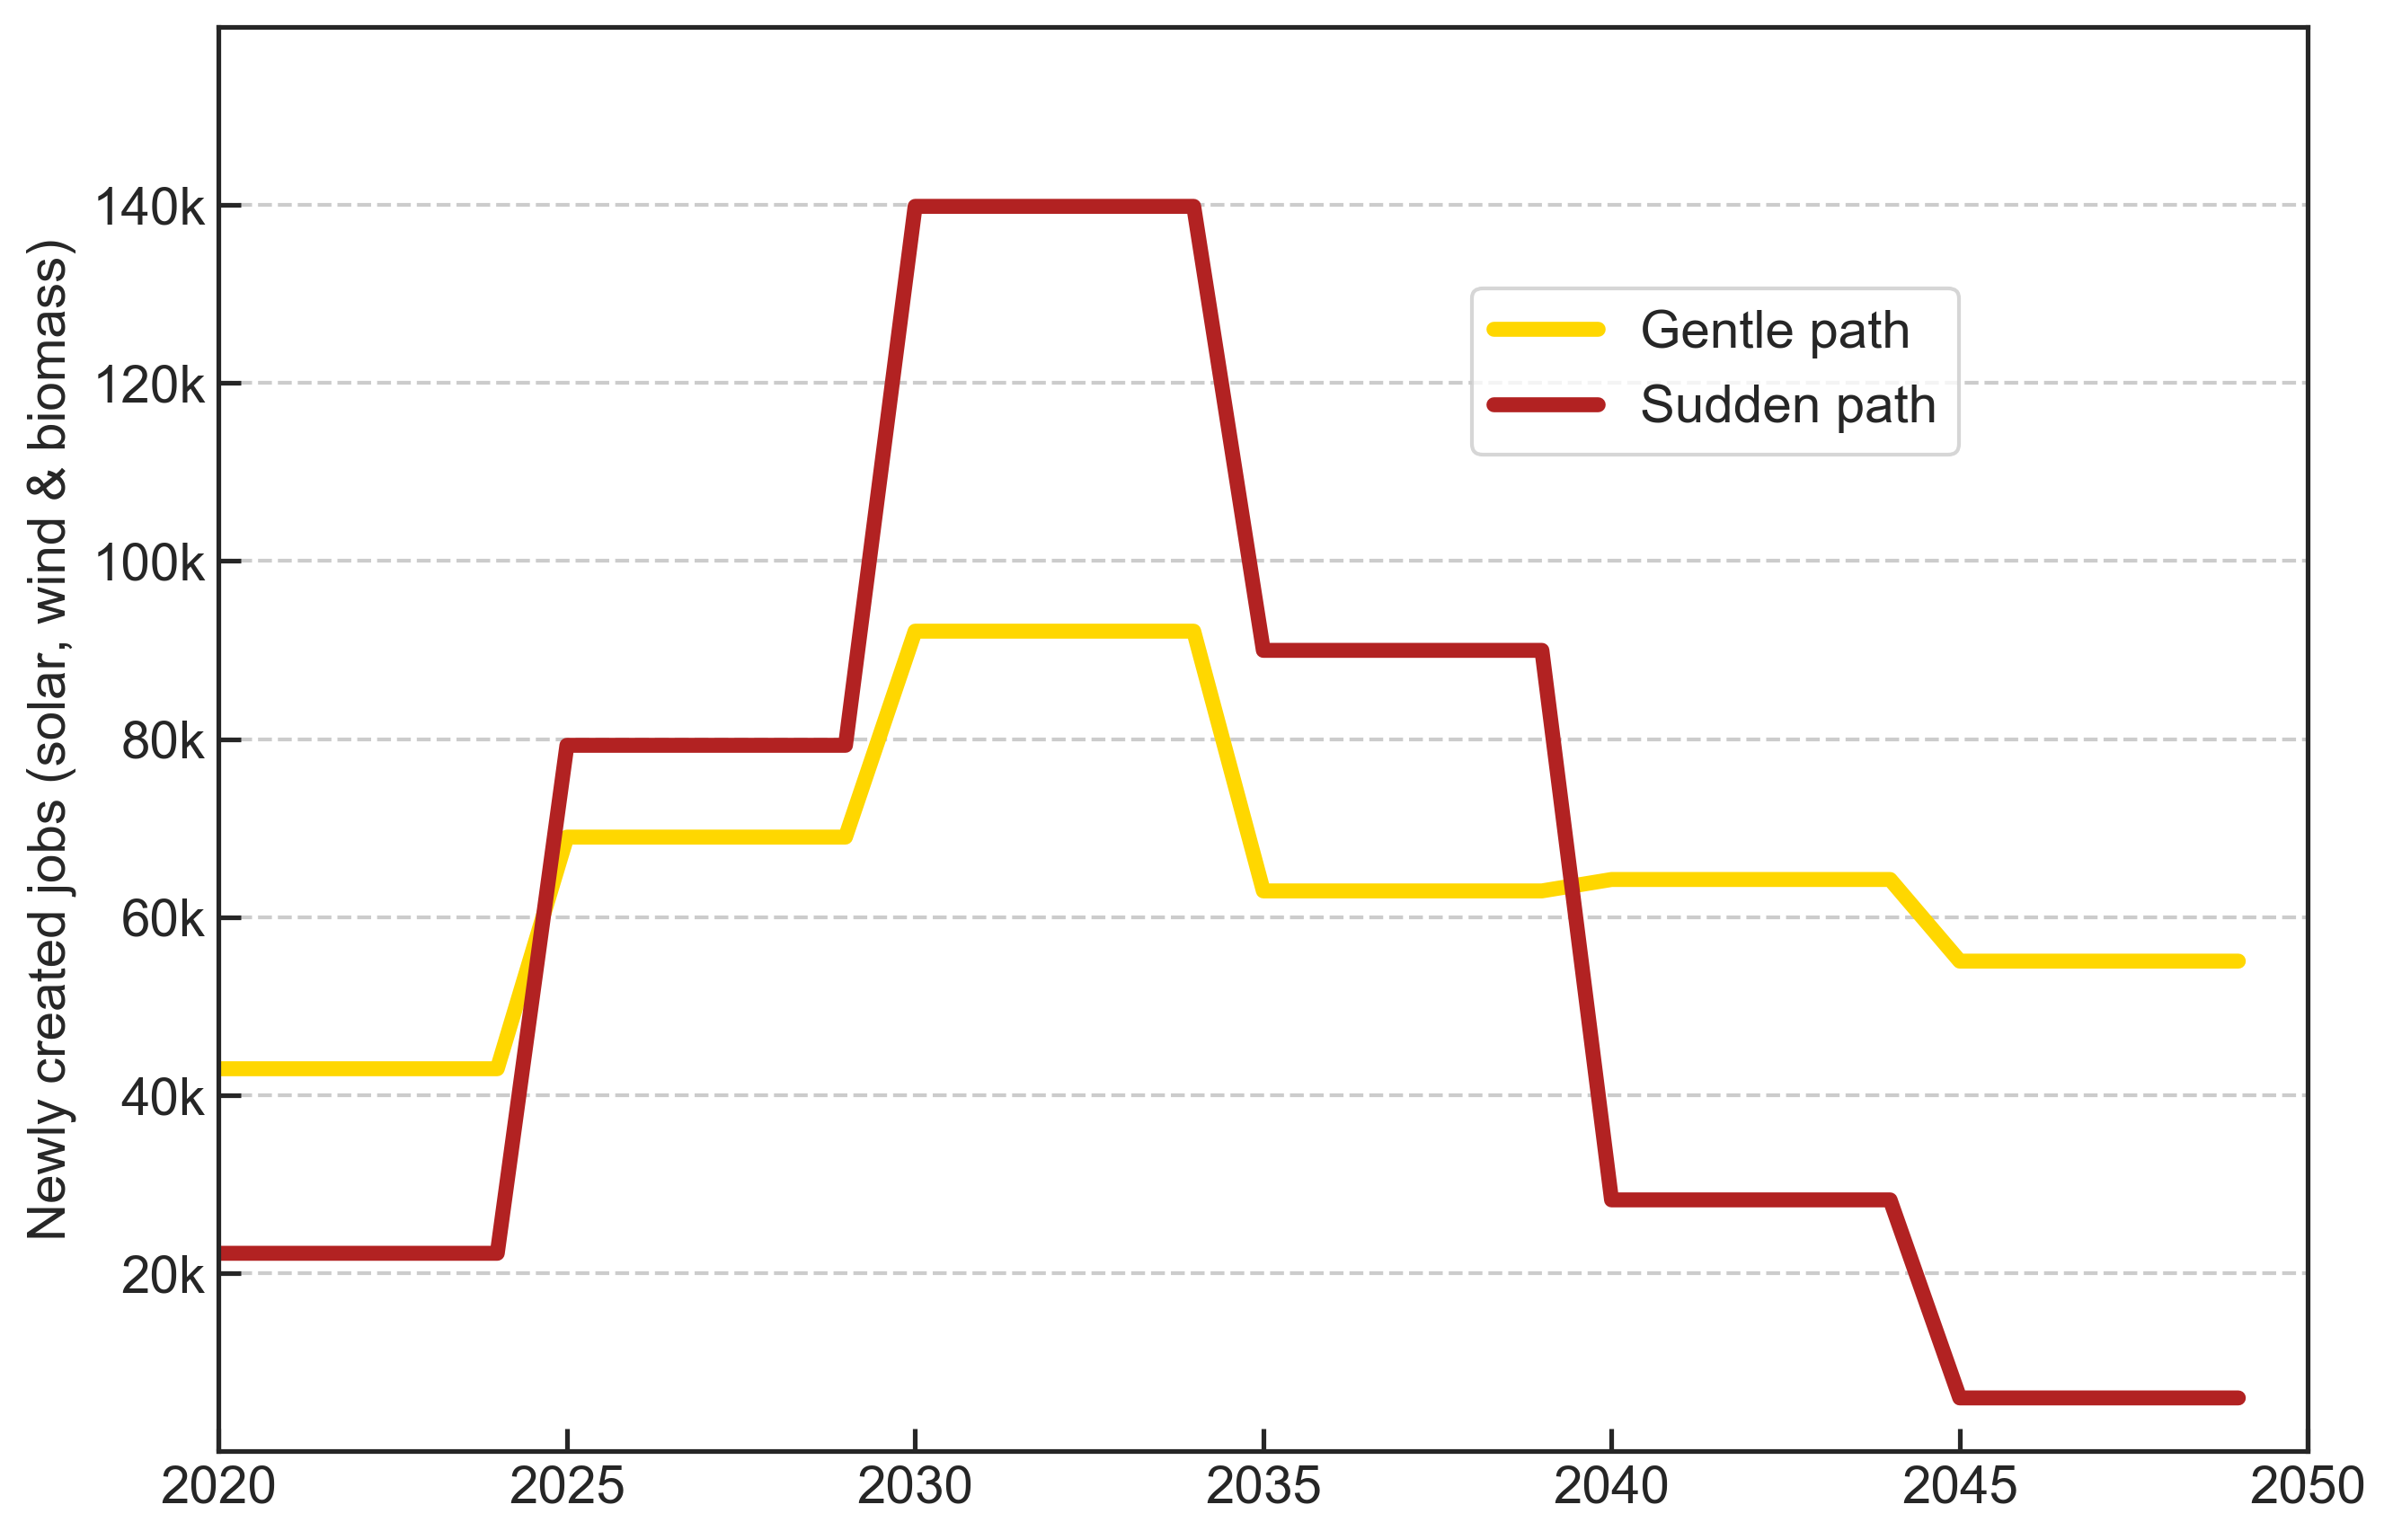 Newly created jobs (solar, wind & biomass)
140k
120k
100k
80k
60k
40k
20k
Gentle path
Sudden path
2020
2025
2030
2035
2040
2045
2050